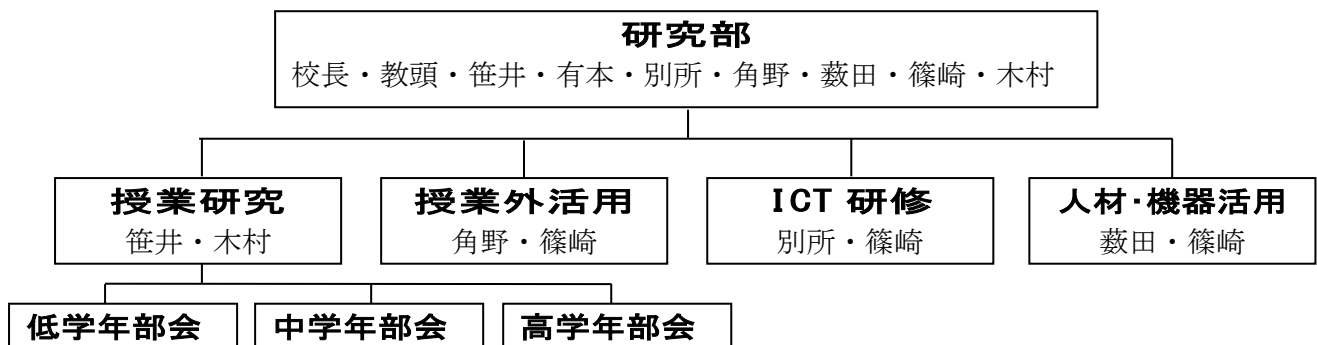 研究部
校長・教頭・笹井・有本・別所・角野・薮田・篠崎・木村
授業研究
笹井・木村
授業外活用
角野・篠崎
ICT 研修
別所・篠崎
人材・機器活用
薮田・篠崎
低学年部会
中学年部会
高学年部会